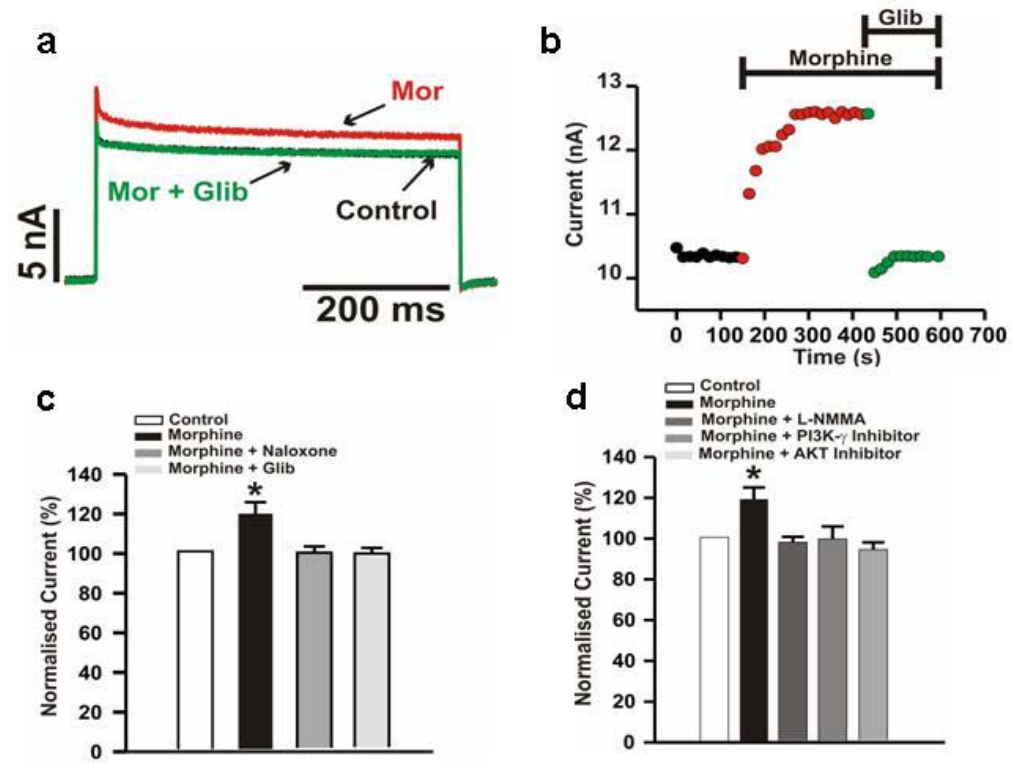 a
Mor
Mor + Glib
Control
5 nA
200 ms
b
Glib
Morphine
13
12
11
10
Current (nA)
0 100 200 300 400 500 600 700
Time (s)
c
Control
Morphine
Morphine + Naloxone
Morphine + Glib
*
140
120
100
80
60
40
20
0
Normalised Current (%)
d
Control
Morphine
Morphine + L-NMMA
Morphine + PI3K-γ Inhibitor
Morphine + AKT Inhibitor
*
140
120
100
80
60
40
20
0
Normalised Current (%)